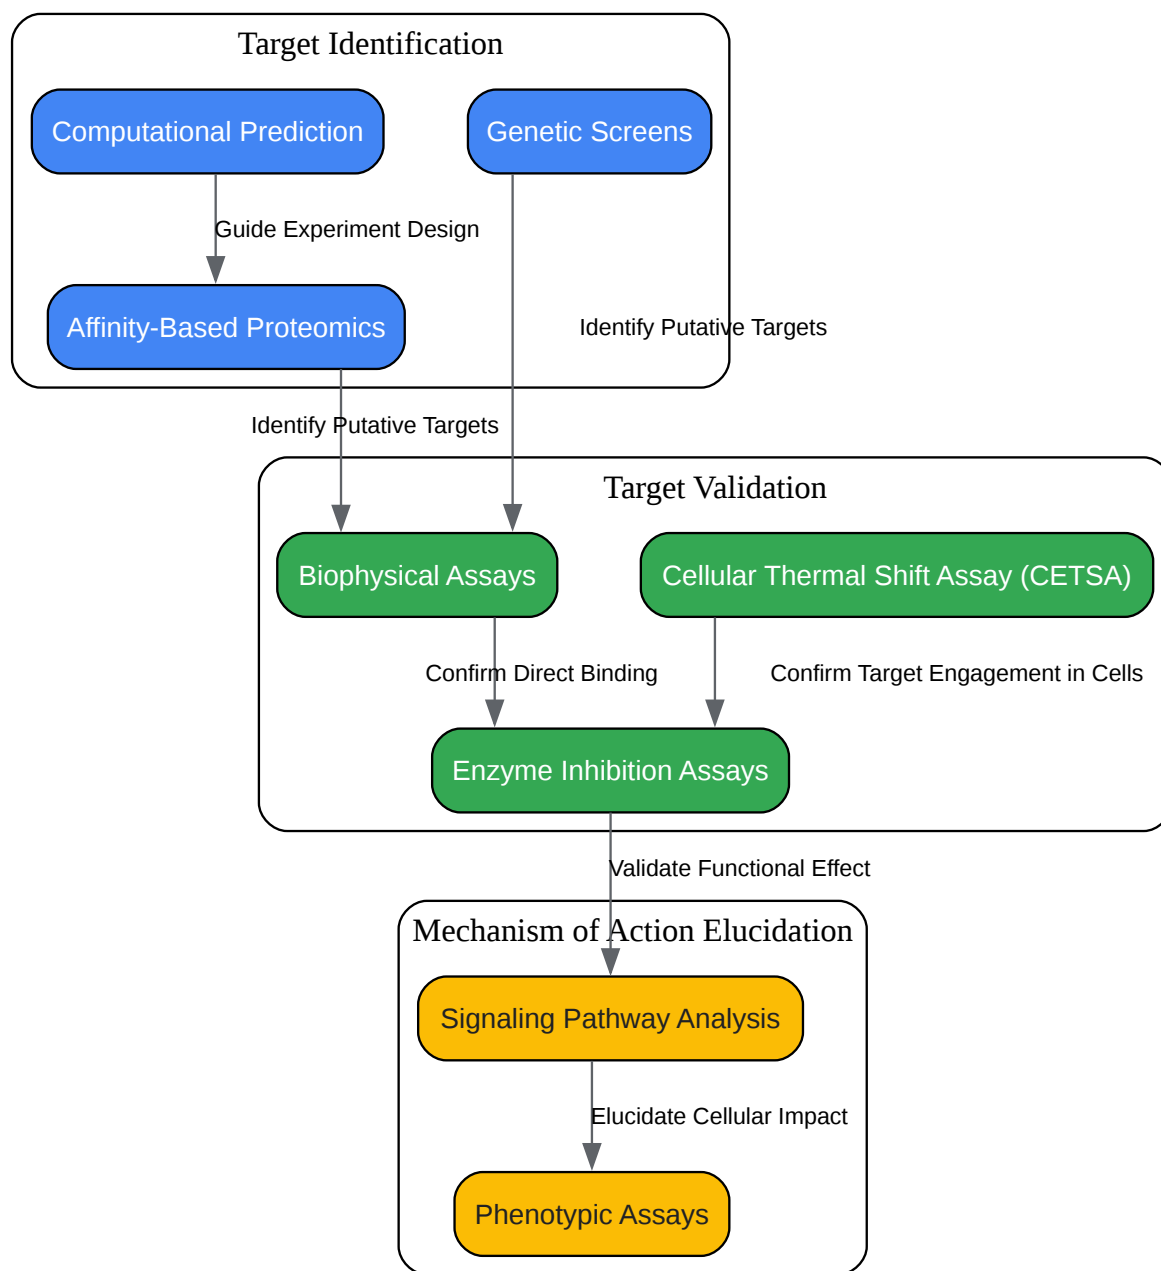 Target Identification
Computational Prediction
Genetic Screens
Guide Experiment Design
Affinity-Based Proteomics
Identify Putative Targets
Identify Putative Targets
Target Validation
Biophysical Assays
Cellular Thermal Shift Assay (CETSA)
Confirm Direct Binding
Confirm Target Engagement in Cells
Enzyme Inhibition Assays
Validate Functional Effect
Mechanism of Action Elucidation
Signaling Pathway Analysis
Elucidate Cellular Impact
Phenotypic Assays